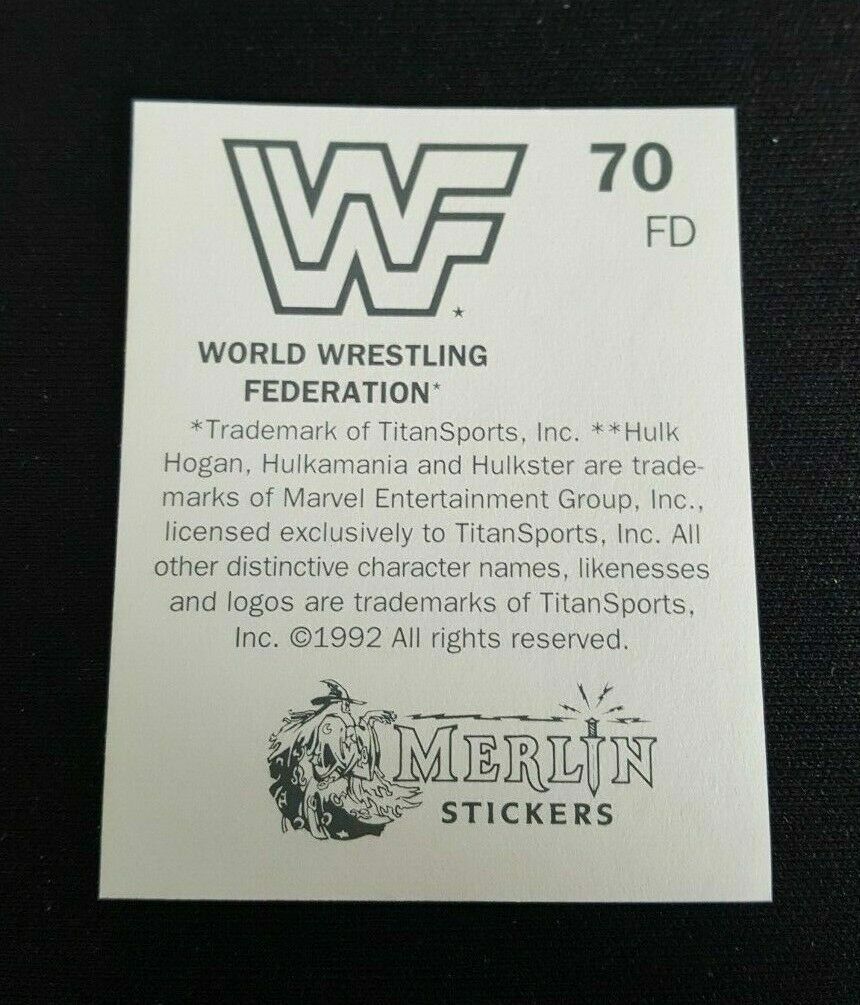 WF
70
FD
WORLD WRESTLING
FEDERATION*
*Trademark of TitanSports, Inc. **Hulk
Hogan, Hulkamania and Hulkster are trade-
marks of Marvel Entertainment Group, Inc.,
licensed exclusively to TitanSports, Inc. All
other distinctive character names, likenesses
and logos are trademarks of TitanSports,
Inc. ©1992 All rights reserved.
MERLIN
STICKERS